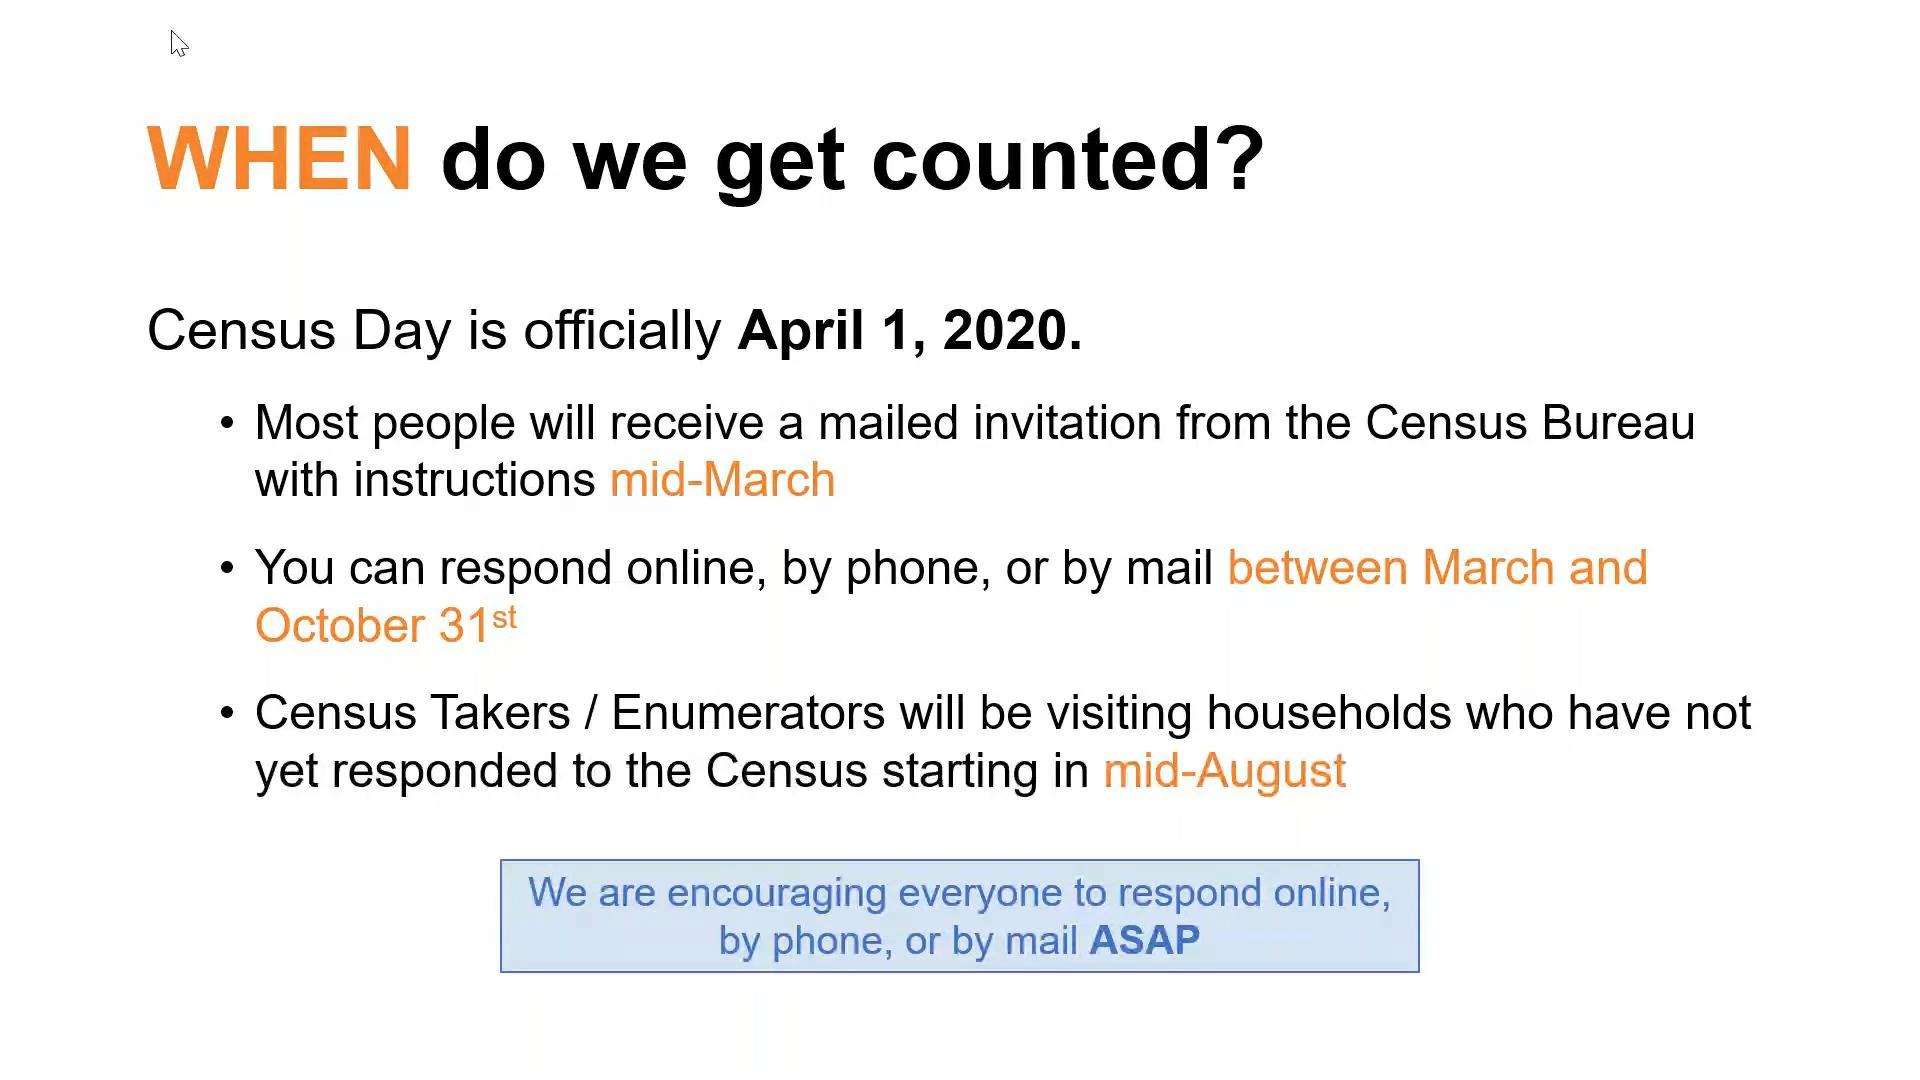 WHEN do we get counted?
Census Day is officially April 1, 2020.
• Most people will receive a mailed invitation from the Census Bureau
with instructions mid-March
• You can respond online, by phone, or by mail between March and
October 31st
• Census Takers / Enumerators will be visiting households who have not
yet responded to the Census starting in mid-August
We are encouraging everyone to respond online,
by phone, or by mail ASAP